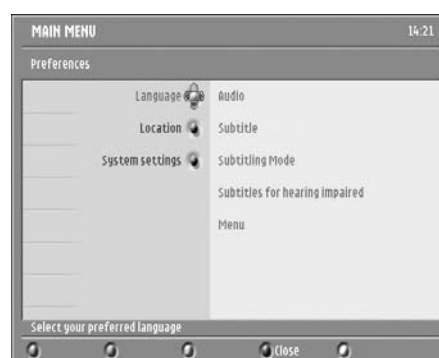 MAIN MENU 14:21
Preferences
Language Audio
Location Subtitle
System settings Subtitling Mode
Subtitles for hearing impaired
Menu
Select your preferred language
Close